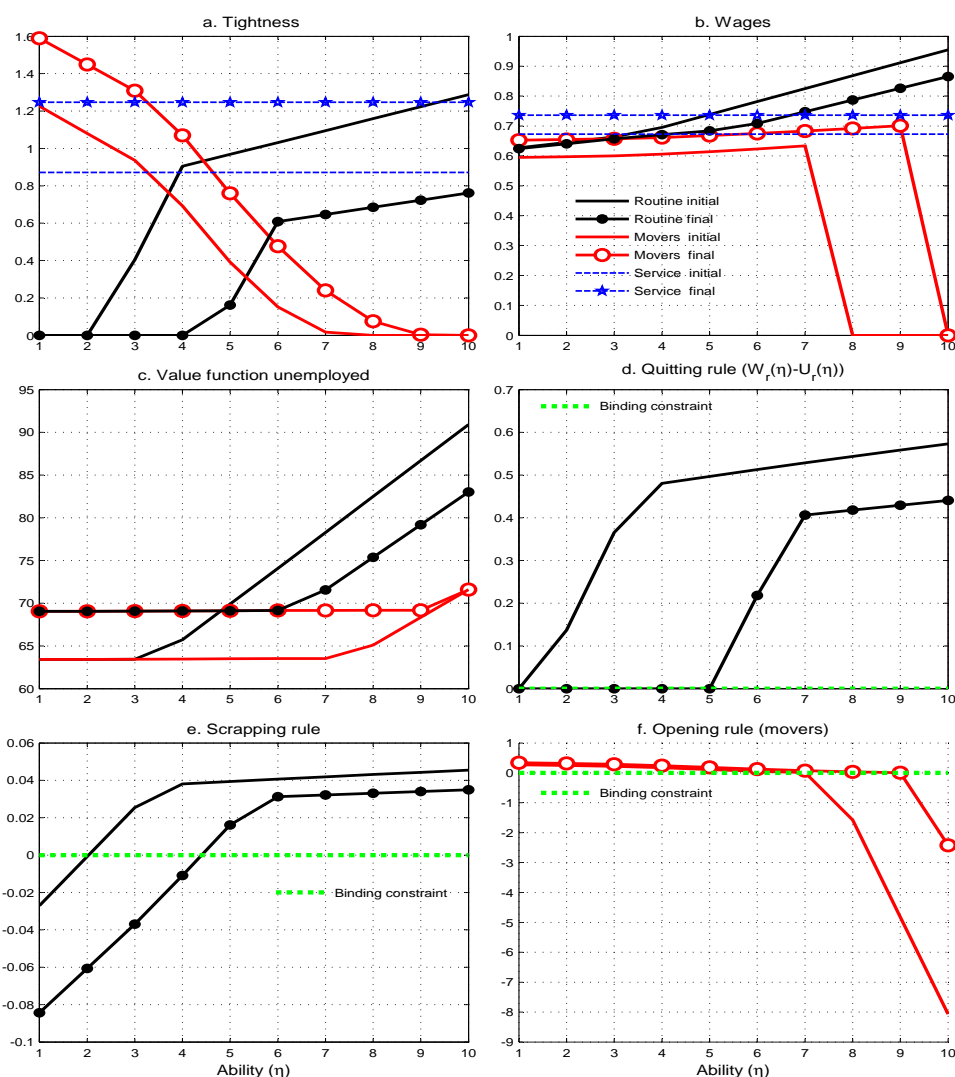 a. Tightness
1.6
1.4
1.2
1
0.8
0.6
0.4
0.2
0
1 2 3 4 5 6 7 8 9 10
b. Wages
1
0.9
0.8
0.7
0.6
0.5
0.4
0.3
0.2
0.1
0
Routine initial
Routine final
Movers initial
Movers final
Service initial
Service final
1 2 3 4 5 6 7 8 9 10
c. Value function unemployed
95
90
85
80
75
70
65
60
1 2 3 4 5 6 7 8 9 10
d. Quitting rule (W_r(η)-U_r(η))
0.7
0.6
0.5
0.4
0.3
0.2
0.1
0
Binding constraint
1 2 3 4 5 6 7 8 9 10
e. Scrapping rule
0.06
0.04
0.02
0
-0.02
-0.04
-0.06
-0.08
-0.1
Binding constraint
1 2 3 4 5 6 7 8 9 10
Ability (η)
f. Opening rule (movers)
1
0
-1
-2
-3
-4
-5
-6
-7
-8
-9
Binding constraint
1 2 3 4 5 6 7 8 9 10
Ability (η)